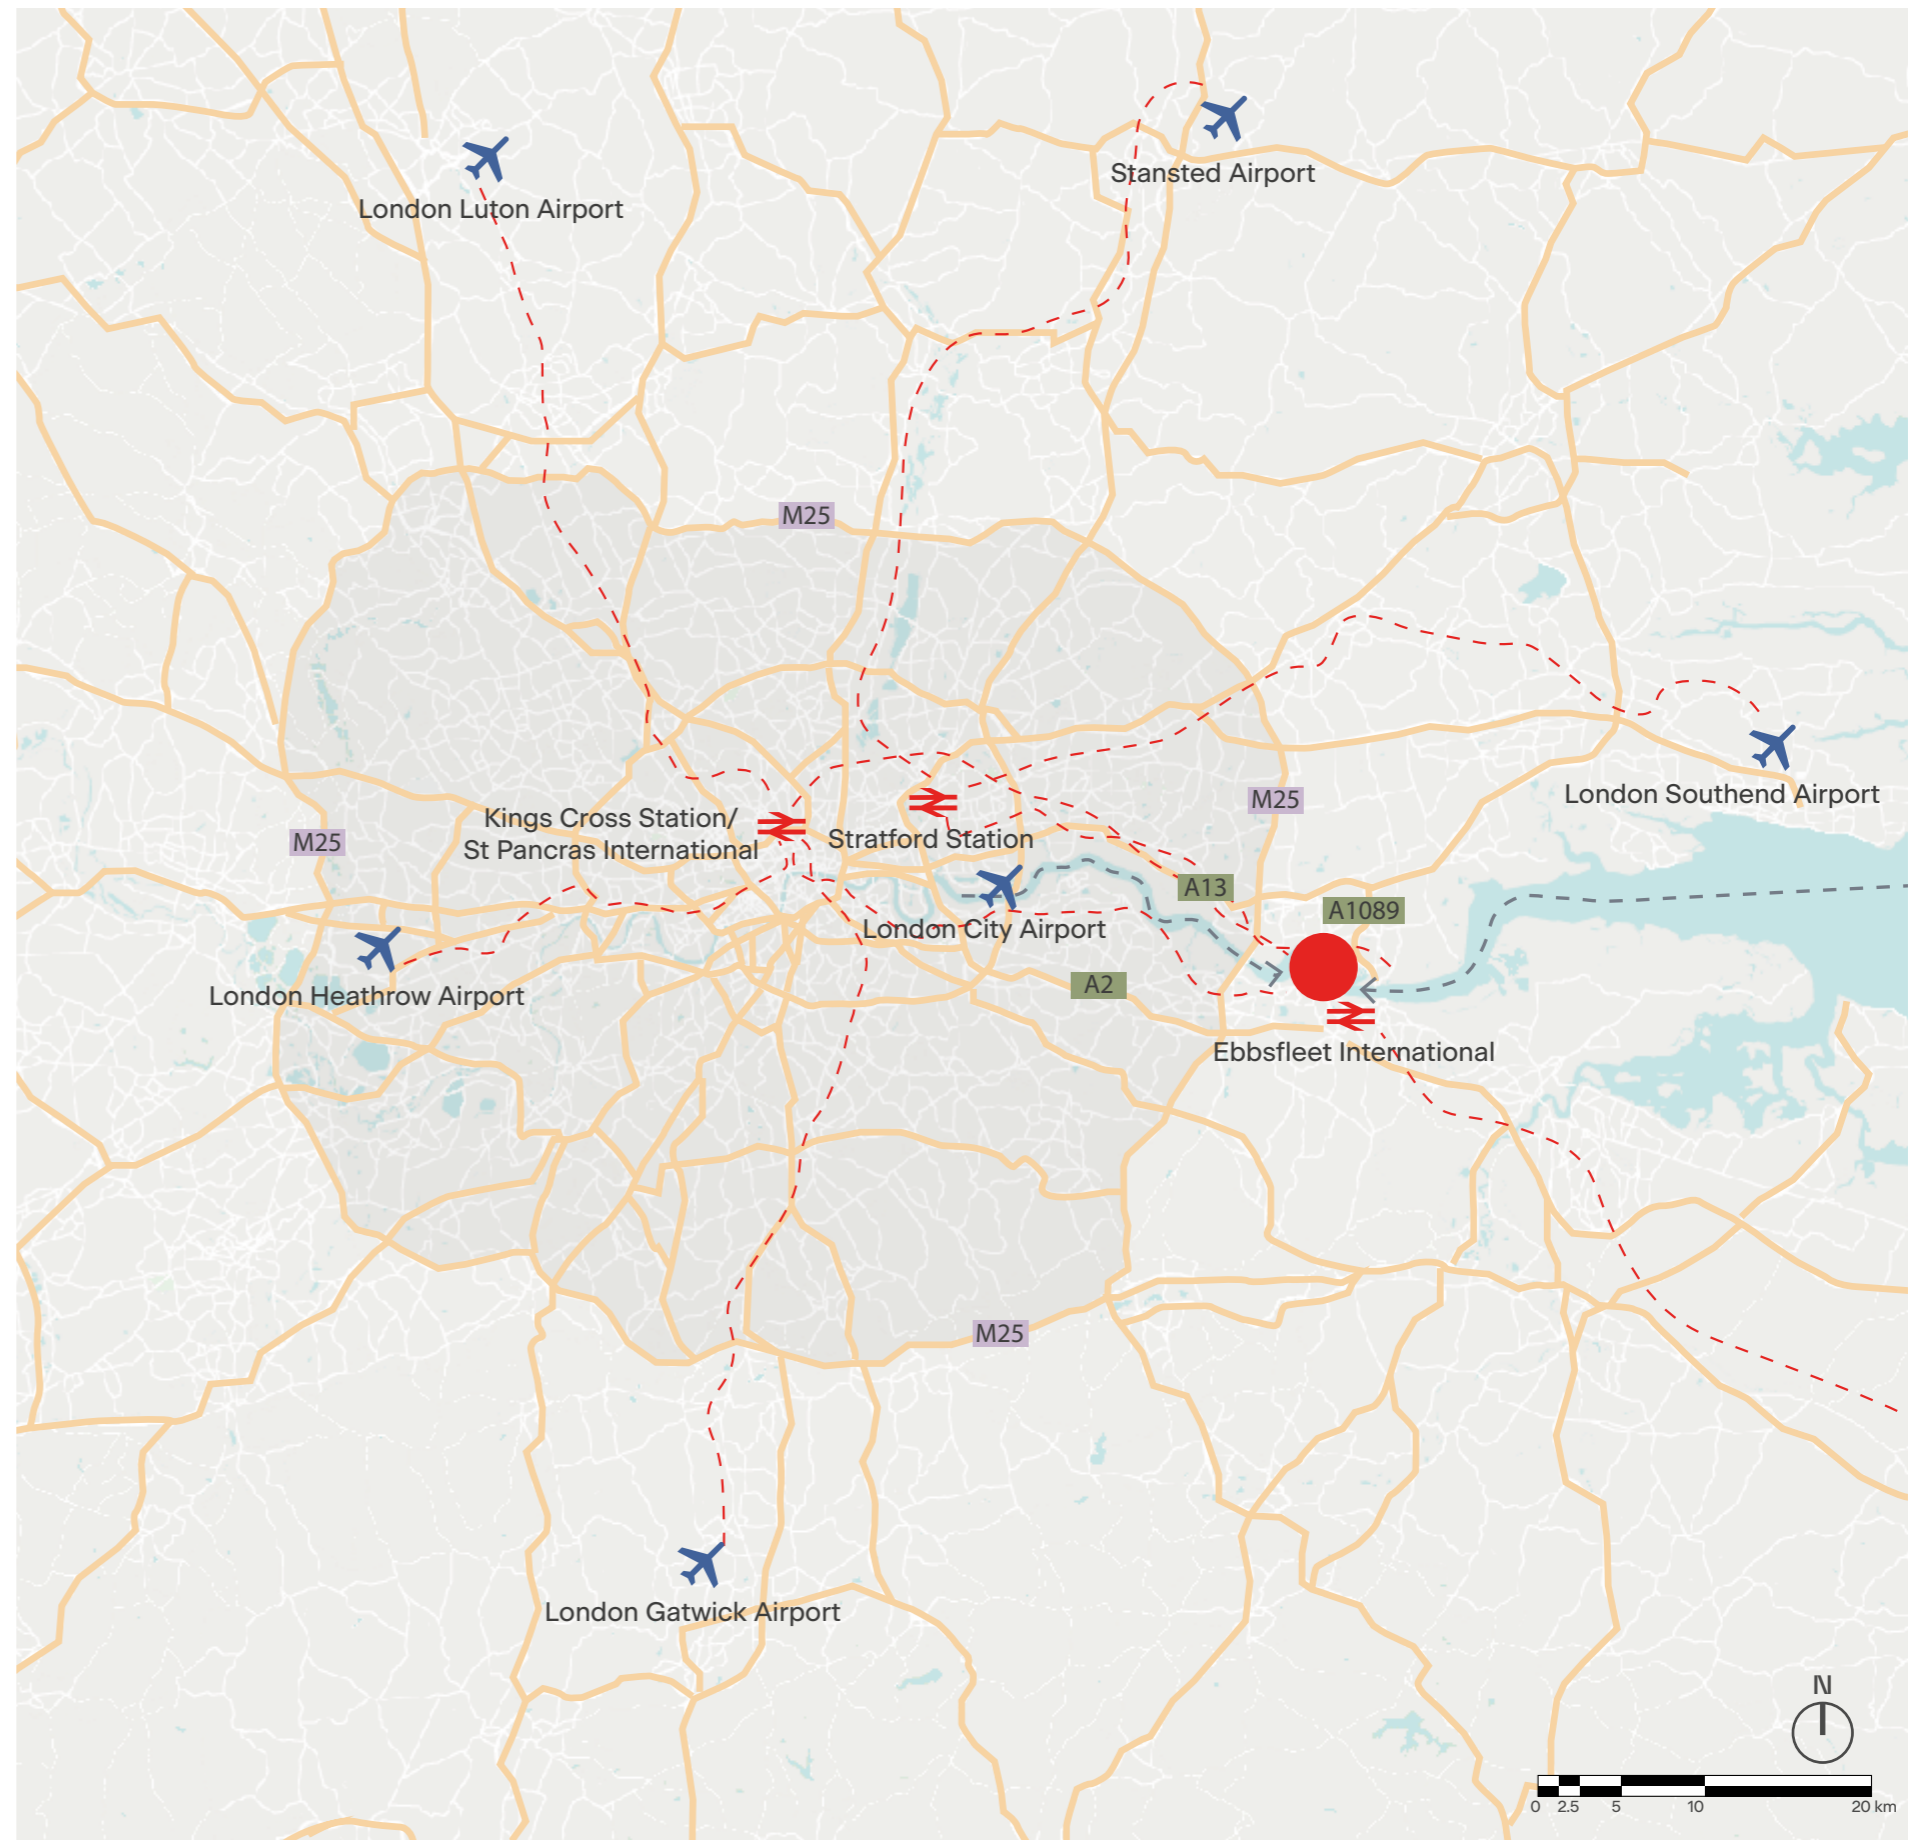 Stansted Airport
London Luton Airport
M25
London Southend Airport
M25
Kings Cross Station/
St Pancras International
Stratford Station
M25
A13
A1089
London City Airport
A2
London Heathrow Airport
Ebbsfleet International
M25
London Gatwick Airport
N
0 2.5 5 10 20 km